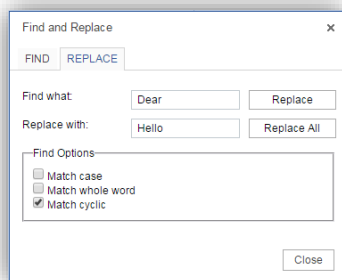 Find and Replace ×
FIND REPLACE
Find what: Dear Replace
Replace with: Hello Replace All
Find Options
Match case
Match whole word
Match cyclic
Close